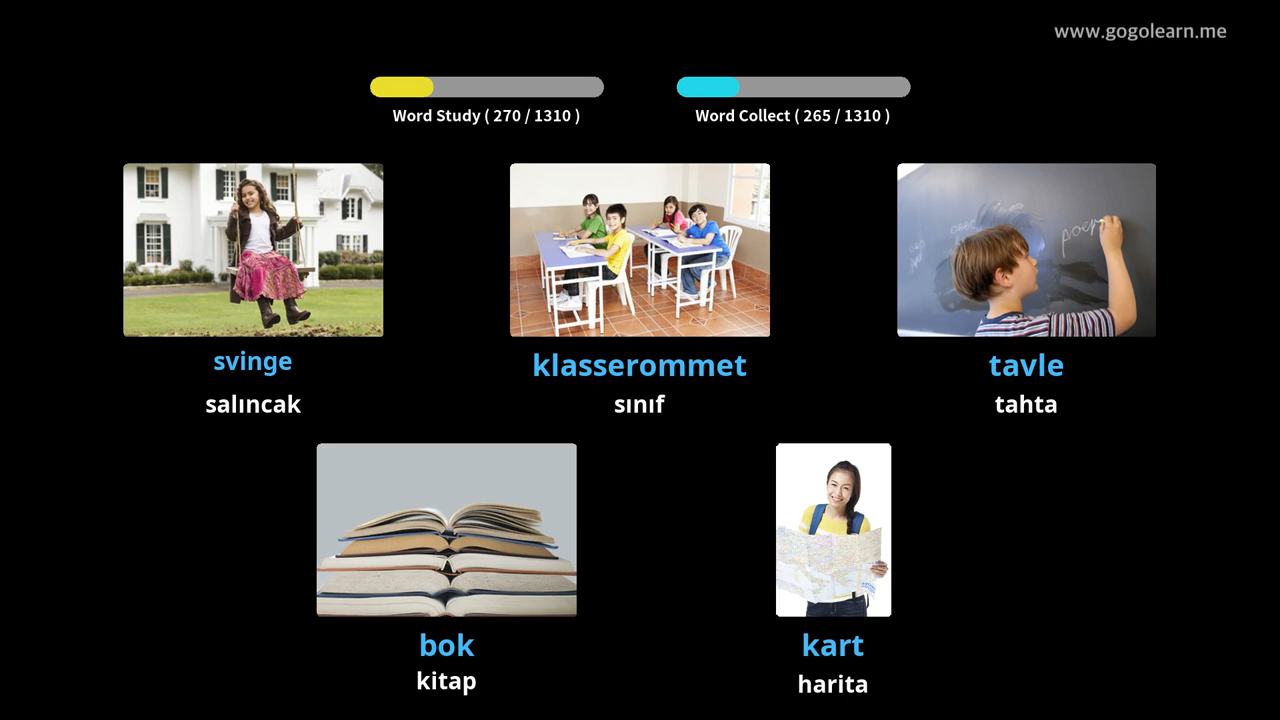 www.gogolearn.me
Word Study ( 270 / 1310 )
Word Collect ( 265 / 1310 )
svinge
salıncak
klasserommet
sınıf
tavle
tahta
bok
kitap
kart
harita